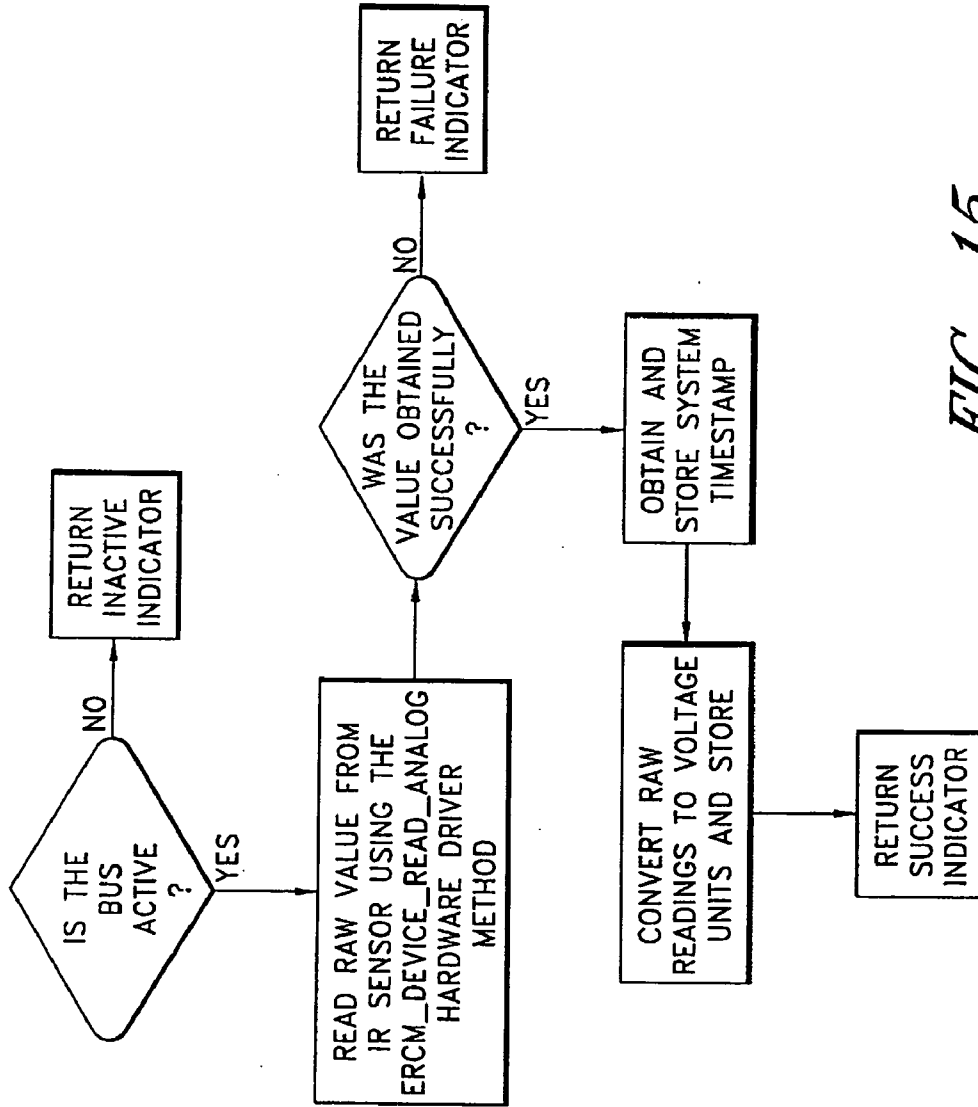 IS THE
BUS
ACTIVE
?
NO
RETURN
INACTIVE
INDICATOR
YES
READ RAW VALUE FROM
IR SENSOR USING THE
ERCM_DEVICE_READ_ANALOG
HARDWARE DRIVER
METHOD
WAS THE
VALUE OBTAINED
SUCCESSFULLY
?
NO
RETURN
FAILURE
INDICATOR
YES
OBTAIN AND
STORE SYSTEM
TIMESTAMP
CONVERT RAW
READINGS TO VOLTAGE
UNITS AND STORE
RETURN
SUCCESS
INDICATOR
FIG. 15